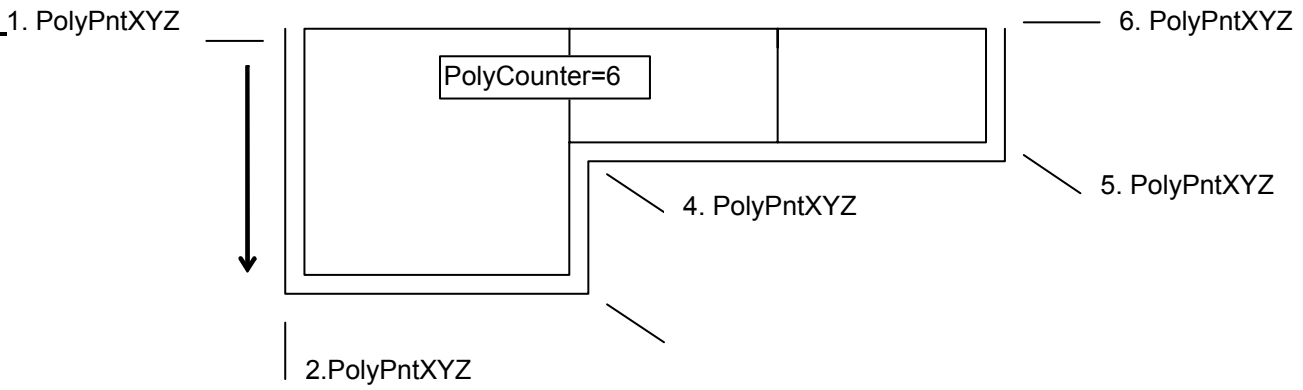 1. PolyPntXYZ
6. PolyPntXYZ
PolyCounter=6
5. PolyPntXYZ
4. PolyPntXYZ
2.PolyPntXYZ